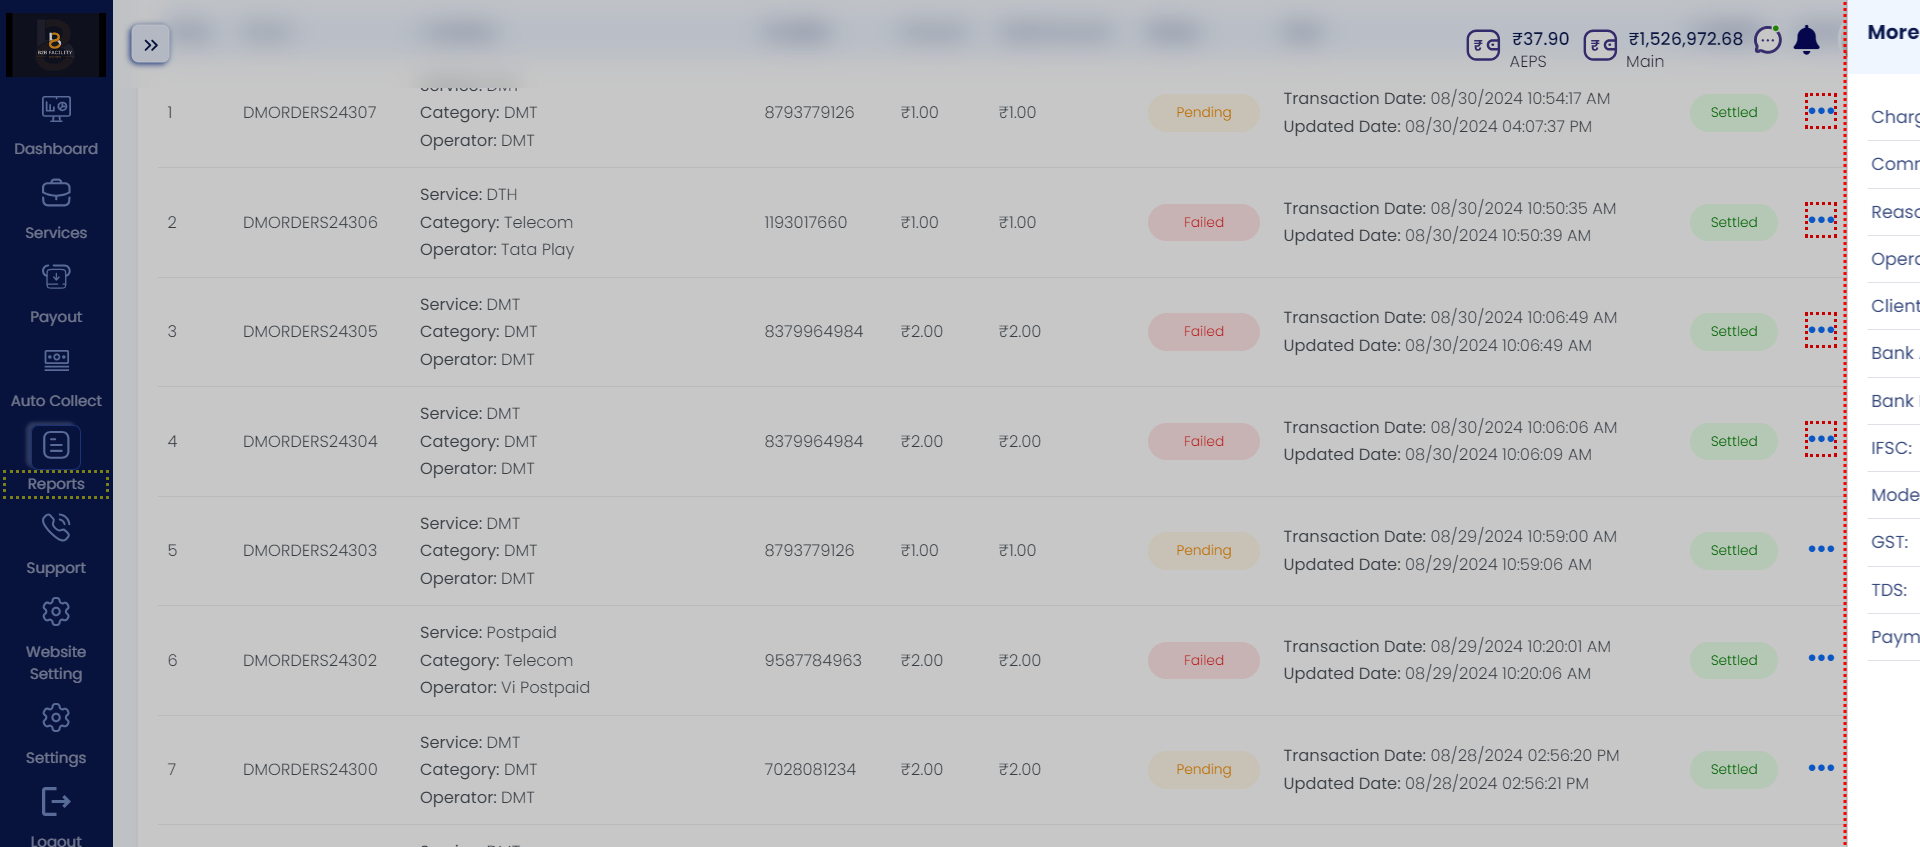 B2B FACILITY
₹37.90
AEPS
₹1,526,972.68
Main
More
Dashboard
Services
Payout
Auto Collect
Reports
Support
Website
Setting
Settings
Logout
1 DMORDERS24307 Category: DMT 8793779126 ₹1.00 ₹1.00 Pending Transaction Date: 08/30/2024 10:54:17 AM Settled
Operator: DMT Updated Date: 08/30/2024 04:07:37 PM
Service: DTH
2 DMORDERS24306 Category: Telecom 1193017660 ₹1.00 ₹1.00 Failed Transaction Date: 08/30/2024 10:50:35 AM Settled
Operator: Tata Play Updated Date: 08/30/2024 10:50:39 AM
Service: DMT
3 DMORDERS24305 Category: DMT 8379964984 ₹2.00 ₹2.00 Failed Transaction Date: 08/30/2024 10:06:49 AM Settled
Operator: DMT Updated Date: 08/30/2024 10:06:49 AM
Service: DMT
4 DMORDERS24304 Category: DMT 8379964984 ₹2.00 ₹2.00 Failed Transaction Date: 08/30/2024 10:06:06 AM Settled
Operator: DMT Updated Date: 08/30/2024 10:06:09 AM
Service: DMT
5 DMORDERS24303 Category: DMT 8793779126 ₹1.00 ₹1.00 Pending Transaction Date: 08/29/2024 10:59:00 AM Settled
Operator: DMT Updated Date: 08/29/2024 10:59:06 AM
Service: Postpaid
6 DMORDERS24302 Category: Telecom 9587784963 ₹2.00 ₹2.00 Failed Transaction Date: 08/29/2024 10:20:01 AM Settled
Operator: Vi Postpaid Updated Date: 08/29/2024 10:20:06 AM
Service: DMT
7 DMORDERS24300 Category: DMT 7028081234 ₹2.00 ₹2.00 Pending Transaction Date: 08/28/2024 02:56:20 PM Settled
Operator: DMT Updated Date: 08/28/2024 02:56:21 PM
Charg
Comm
Reaso
Opera
Client
Bank
Bank
IFSC:
Mode
GST:
TDS:
Paym